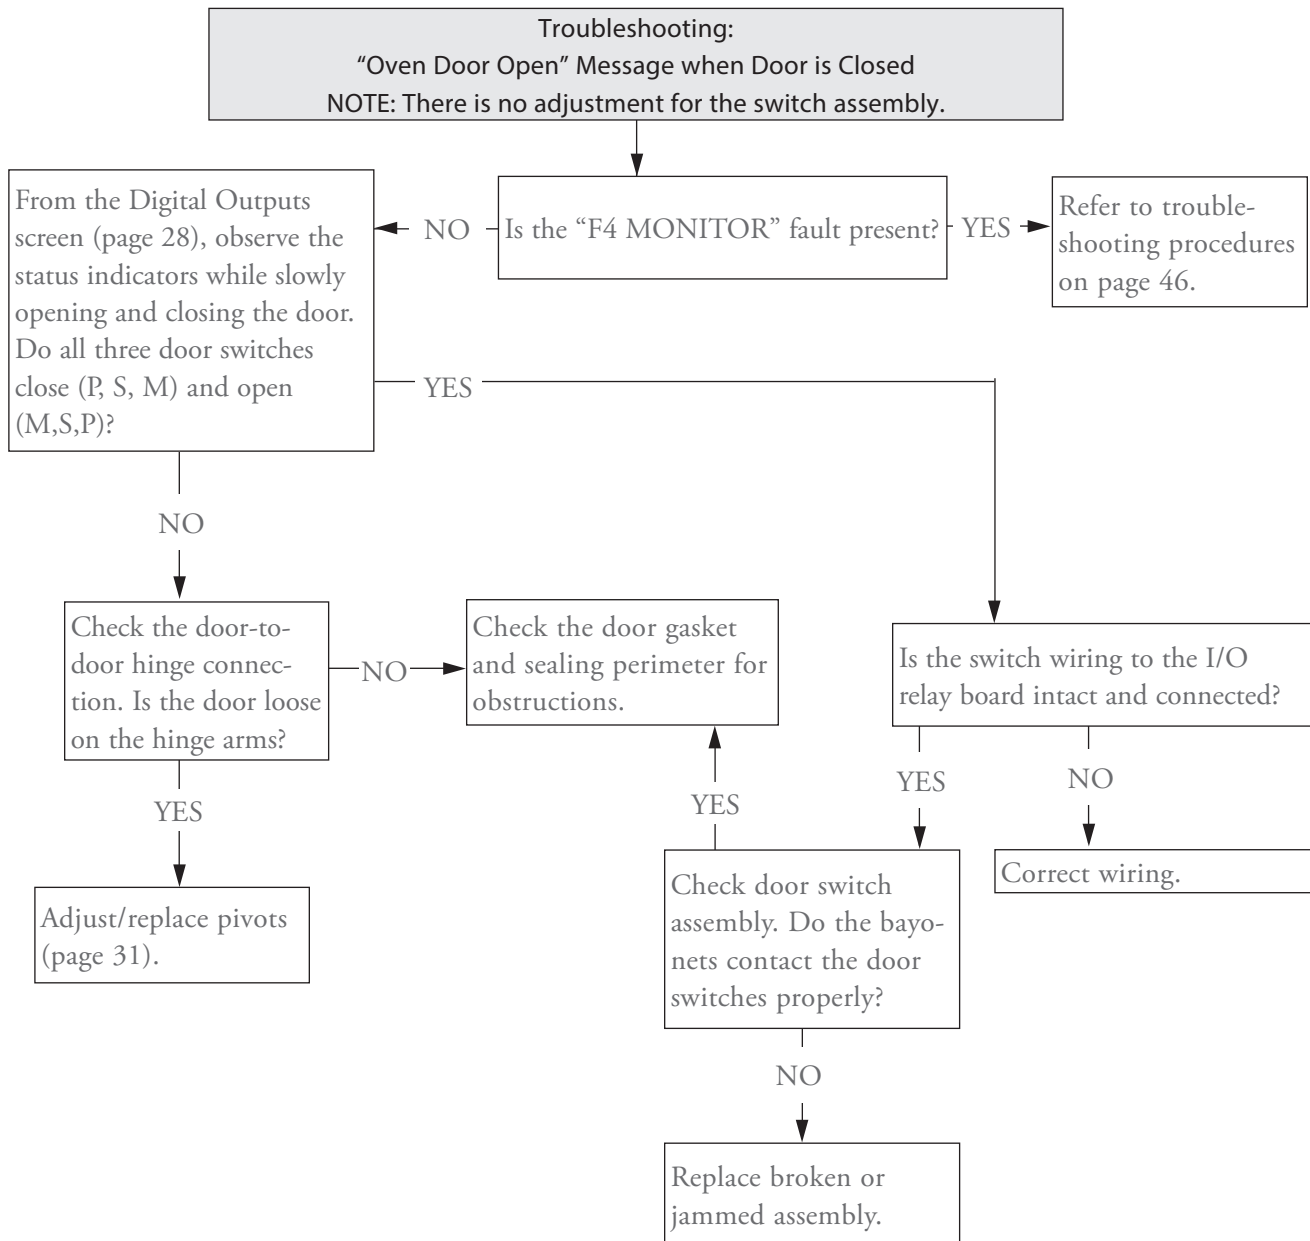 Troubleshooting:
“Oven Door Open” Message when Door is Closed
NOTE: There is no adjustment for the switch assembly.
From the Digital Outputs
screen (page 28), observe the
status indicators while slowly
opening and closing the door.
Do all three door switches
close (P, S, M) and open
(M,S,P)?
NO
Is the “F4 MONITOR” fault present?
YES
Refer to trouble-
shooting procedures
on page 46.
YES
NO
Check the door-to-
door hinge connec-
tion. Is the door loose
on the hinge arms?
NO
Check the door gasket
and sealing perimeter for
obstructions.
Is the switch wiring to the I/O
relay board intact and connected?
YES
YES
YES
NO
Adjust/replace pivots
(page 31).
Check door switch
assembly. Do the bayo-
nets contact the door
switches properly?
Correct wiring.
NO
Replace broken or
jammed assembly.